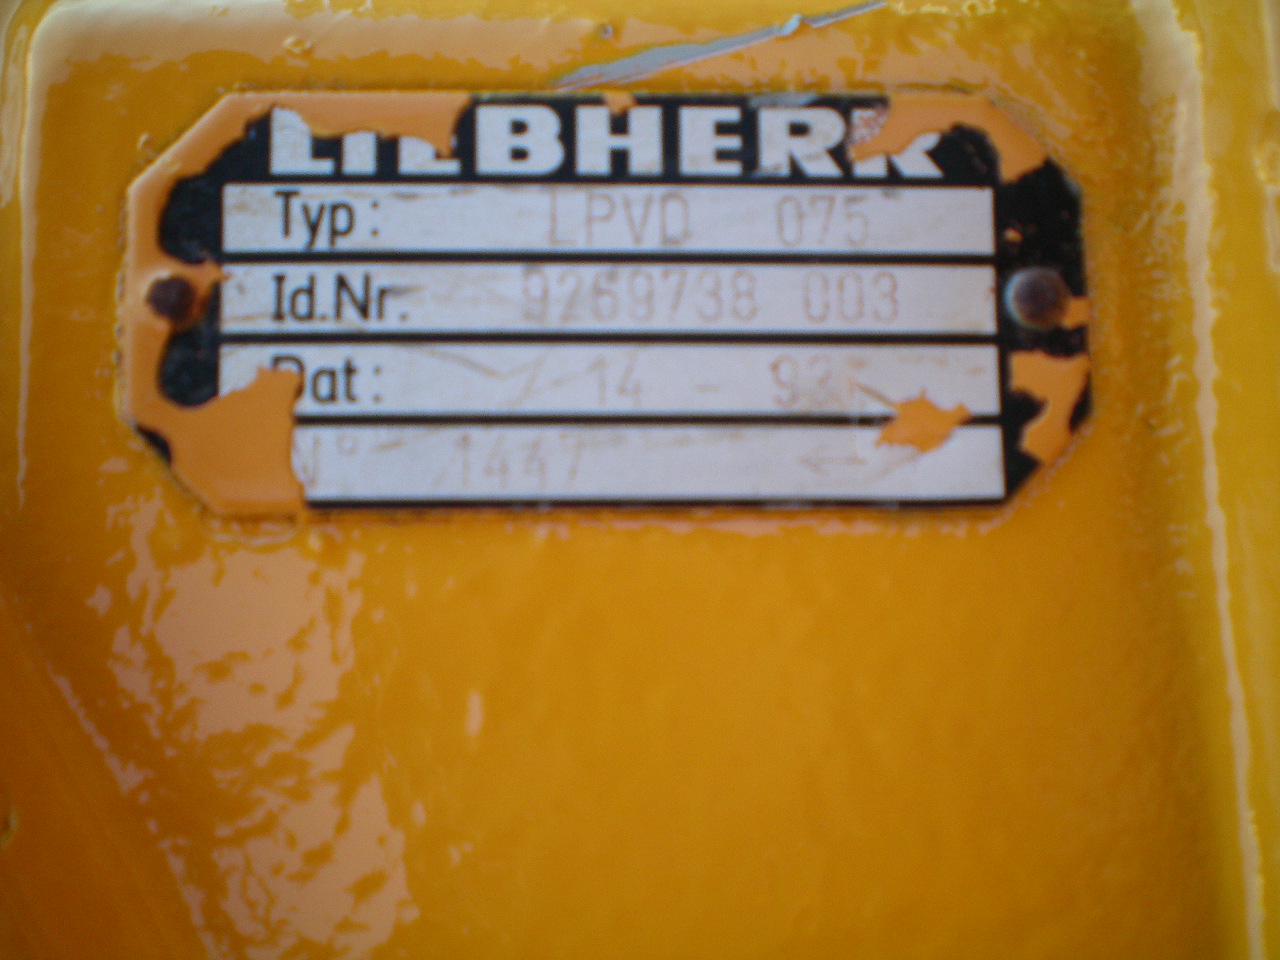 LIEBHERR
Typ: LPVD 075
Id.Nr. 9269738 003
Dat: 14 - 93
N° 1447